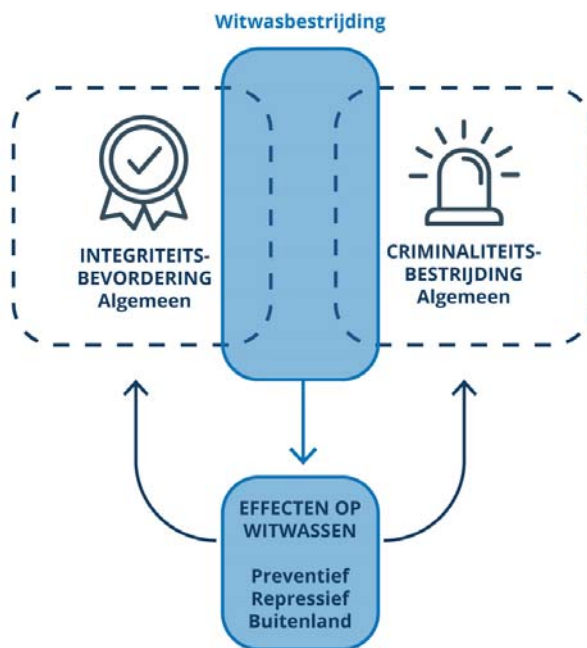 Witwasbestrijding
INTEGRITEITS-
BEVORDERING
Algemeen
CRIMINALITEITS-
BESTRIJDING
Algemeen
EFFECTEN OP
WITWASSEN
Preventief
Repressief
Buitenland